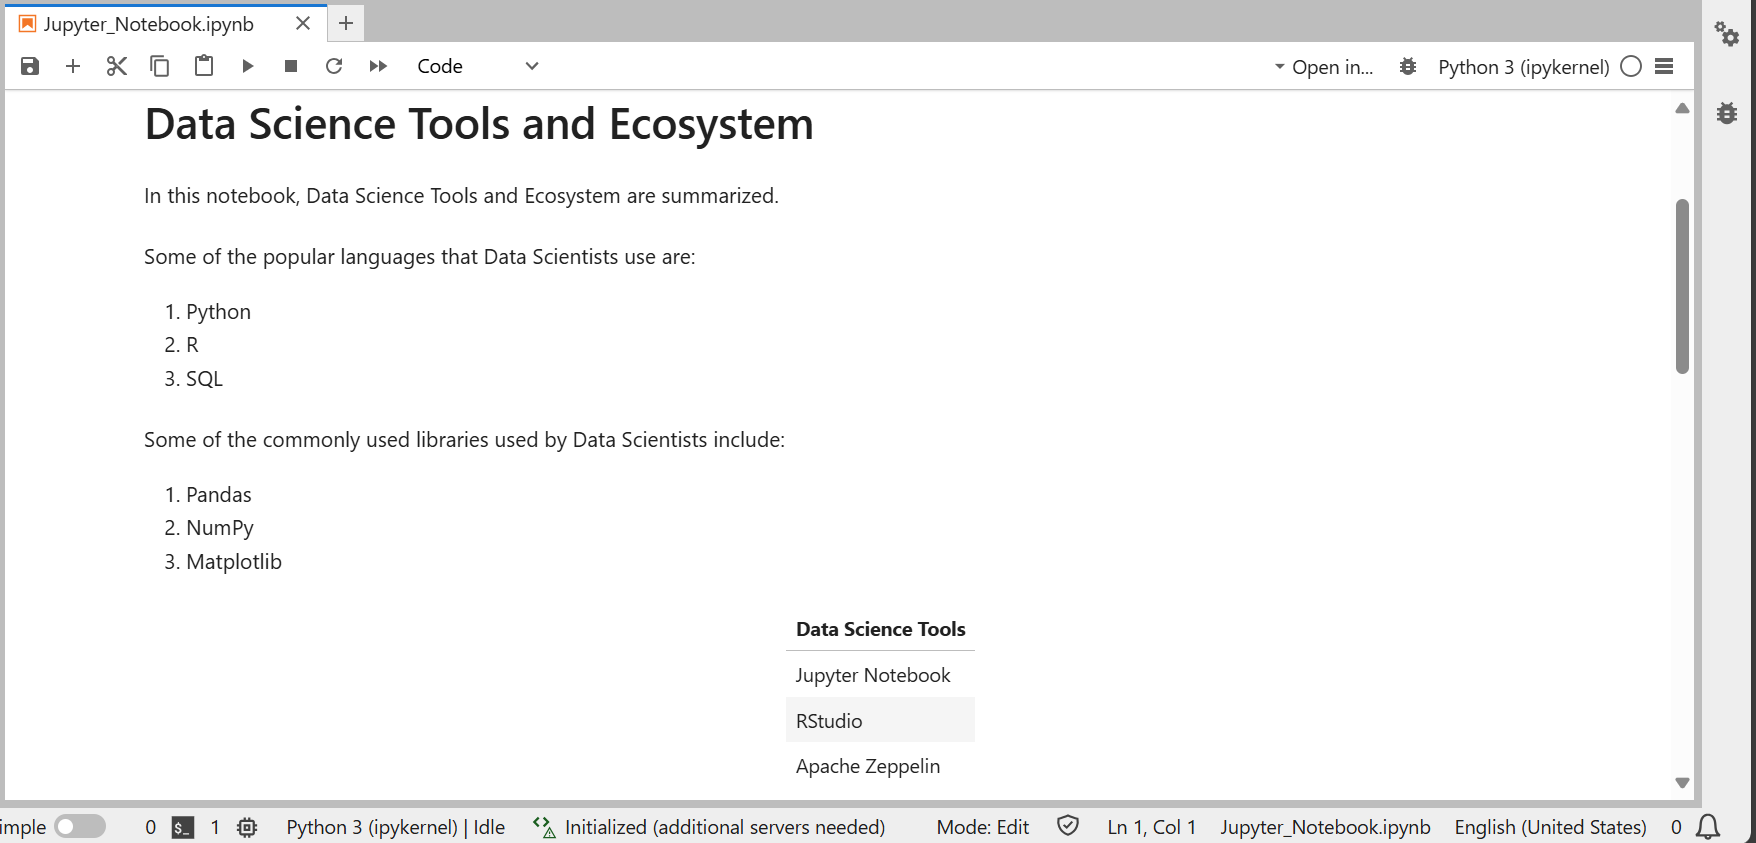 Jupyter_Notebook.ipynb
Code
Open in...
Python 3 (ipykernel)
Data Science Tools and Ecosystem
In this notebook, Data Science Tools and Ecosystem are summarized.
Some of the popular languages that Data Scientists use are:
1. Python
2. R
3. SQL
Some of the commonly used libraries used by Data Scientists include:
1. Pandas
2. NumPy
3. Matplotlib
Data Science Tools
Jupyter Notebook
RStudio
Apache Zeppelin
imple 0 $_ 1 Python 3 (ipykernel) | Idle Initialized (additional servers needed) Mode: Edit Ln 1, Col 1 Jupyter_Notebook.ipynb English (United States) 0